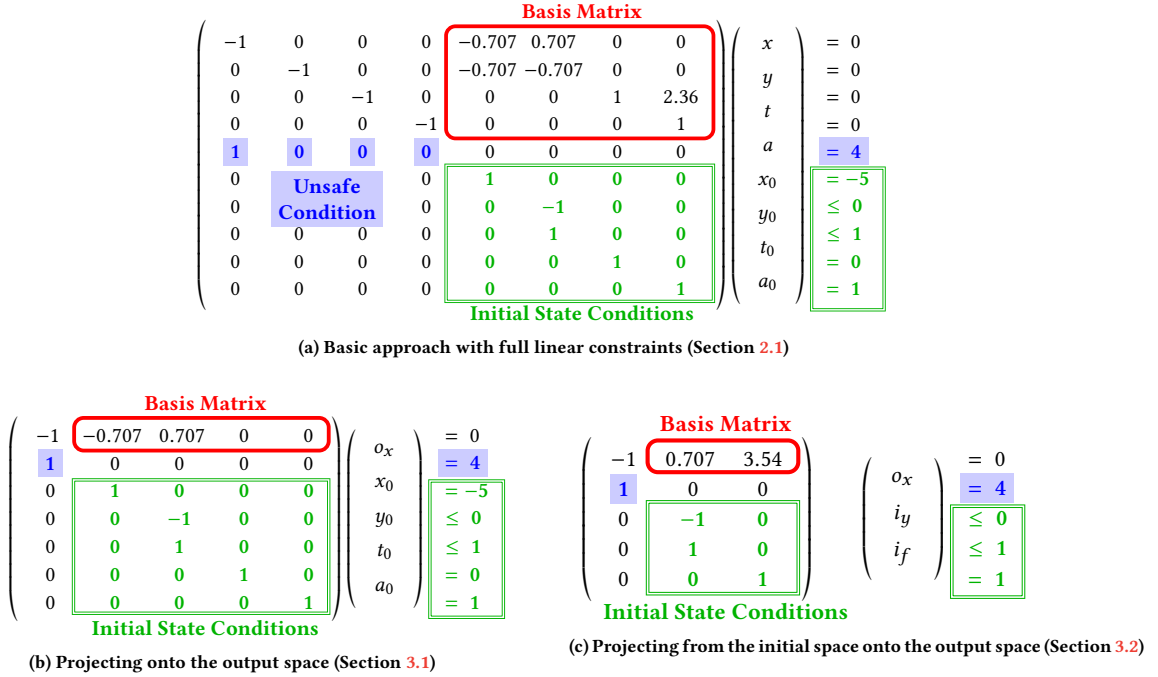 Basis Matrix
−1 0 0 0 −0.707 0.707 0 0 x = 0
0 −1 0 0 −0.707 −0.707 0 0 y = 0
0 0 −1 0 0 0 1 2.36 t = 0
0 0 0 −1 0 0 0 1 = 0
1 0 0 0 0 0 0 0 a = 4
0 Unsafe 0 1 0 0 0 x₀ = −5
0 Condition 0 0 −1 0 0 y₀ ≤ 0
0 0 0 0 0 1 0 0 ≤ 1
0 0 0 0 0 0 1 0 t₀ = 0
0 0 0 0 0 0 0 1 a₀ = 1
Initial State Conditions
(a) Basic approach with full linear constraints (Section 2.1)
Basis Matrix
−1 −0.707 0.707 0 0 oₓ = 0
1 0 0 0 0 = 4
0 1 0 0 0 x₀ = −5
0 0 −1 0 0 y₀ ≤ 0
0 0 1 0 0 t₀ ≤ 1
0 0 0 1 0 a₀ = 0
0 0 0 0 1 = 1
Initial State Conditions
(b) Projecting onto the output space (Section 3.1)
Basis Matrix
−1 0.707 3.54 oₓ = 0
1 0 0 = 4
0 −1 0 i_y ≤ 0
0 1 0 i_f ≤ 1
0 0 1 = 1
Initial State Conditions
(c) Projecting from the initial space onto the output space (Section 3.2)